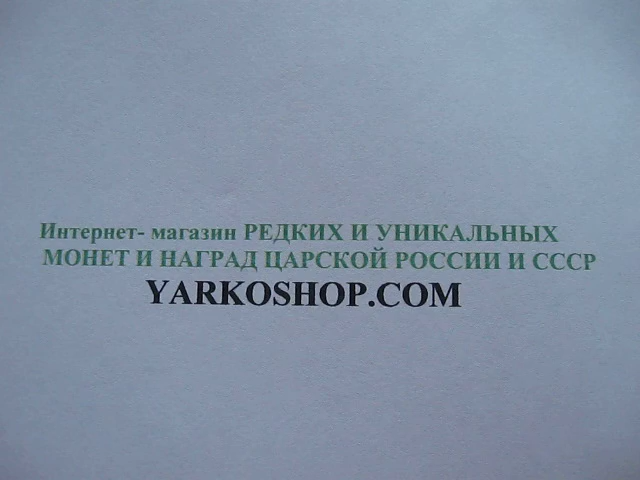 Интернет- магазин РЕДКИХ И УНИКАЛЬНЫХ
МОНЕТ И НАГРАД ЦАРСКОЙ РОССИИ И СССР
YARKOSHOP.COM